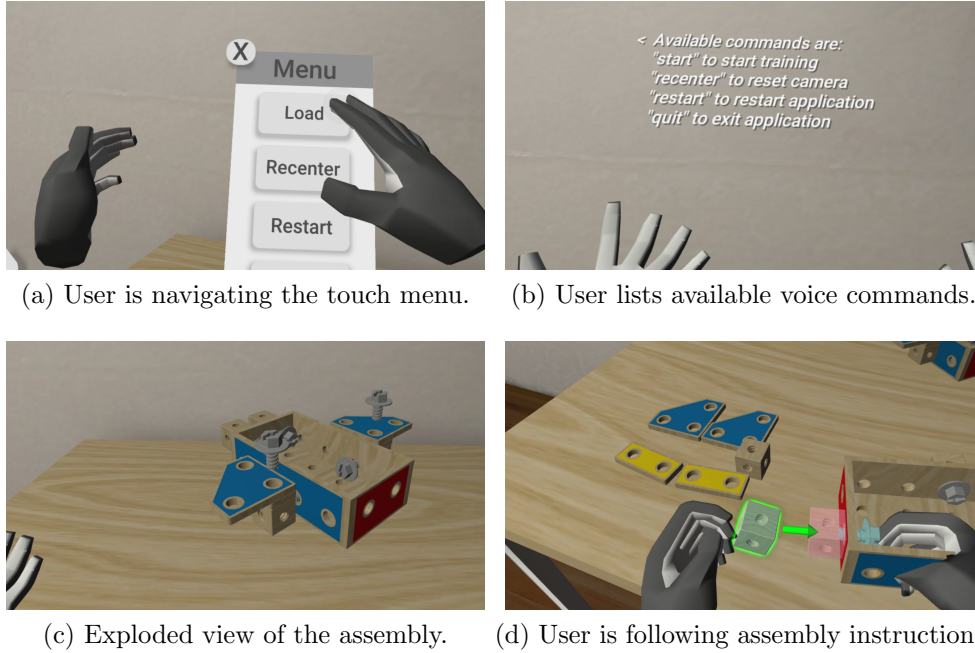 X
Menu
Load
Recenter
Restart
< Available commands are:
"start" to start training
"recenter" to reset camera
"restart" to restart application
"quit" to exit application
(a) User is navigating the touch menu.
(b) User lists available voice commands.
(c) Exploded view of the assembly.
(d) User is following assembly instruction